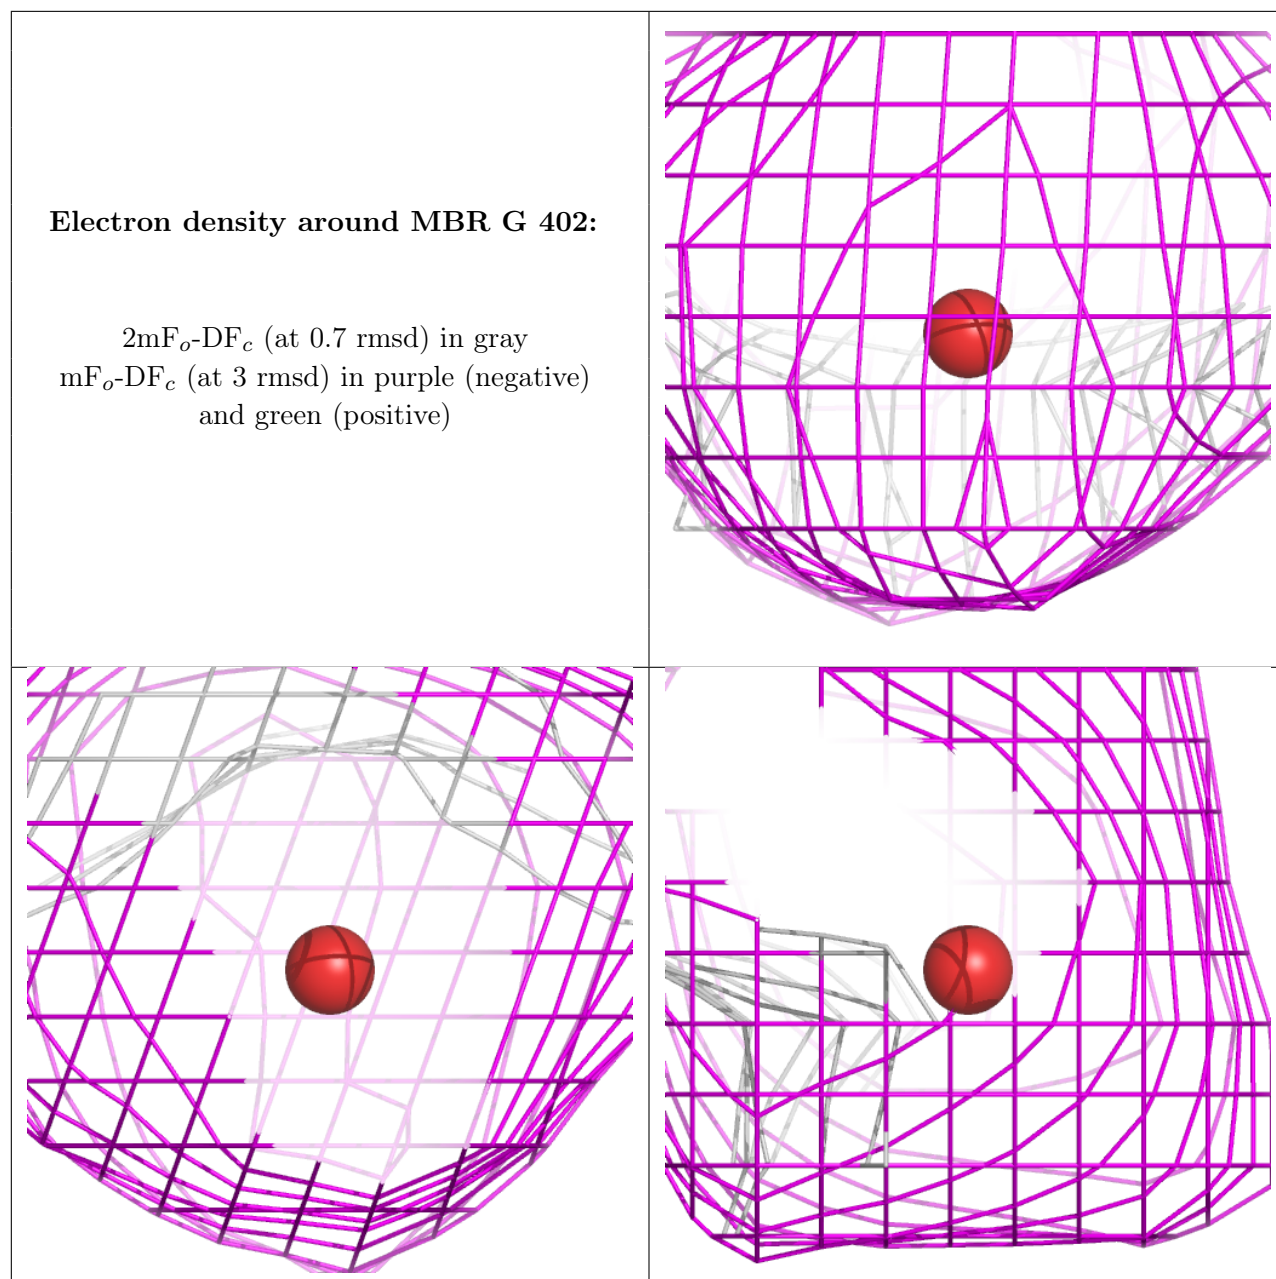 Electron density around MBR G 402:
2mFo-DFc (at 0.7 rmsd) in gray
mFo-DFc (at 3 rmsd) in purple (negative)
and green (positive)